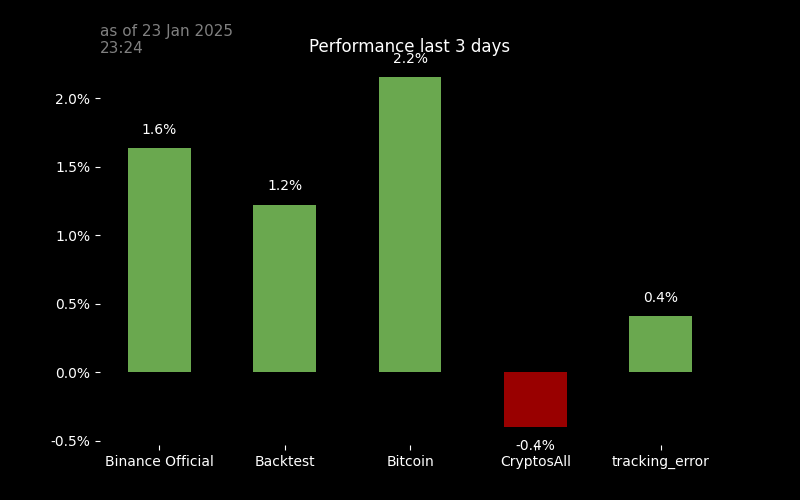 as of 23 Jan 2025
23:24
Performance last 3 days
2.2%
2.0%
1.6%
1.5%
1.2%
1.0%
0.5%
0.4%
0.0%
-0.5%
-0.4%
Binance Official
Backtest
Bitcoin
CryptosAll
tracking_error